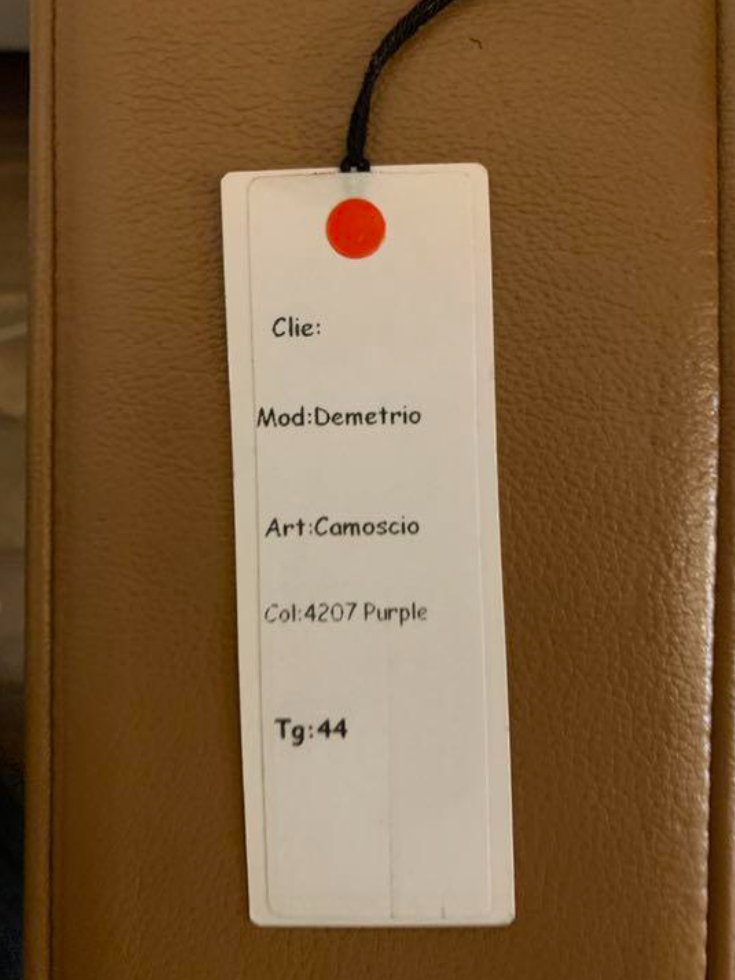 Clie:
Mod:Demetrio
Art:Camoscio
Col:4207 Purple
Tg:44